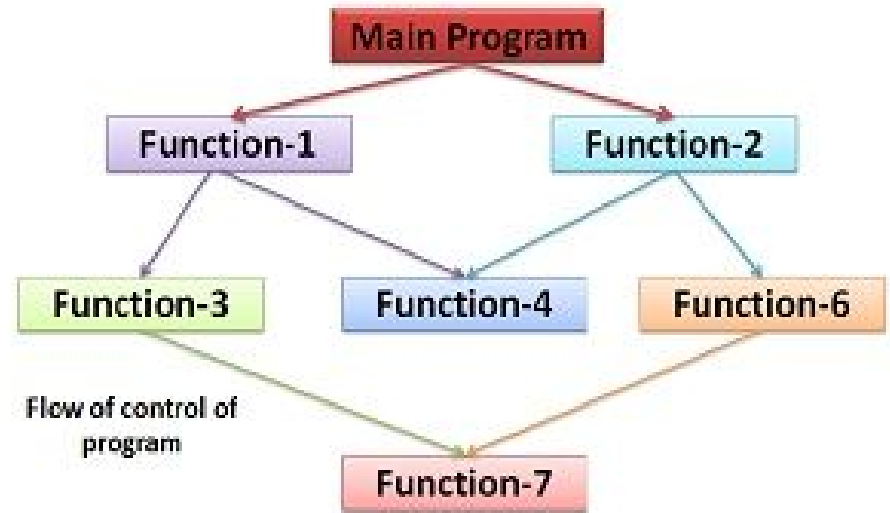 Main Program
Function-1
Function-2
Function-3
Function-4
Function-6
Flow of control of
program
Function-7